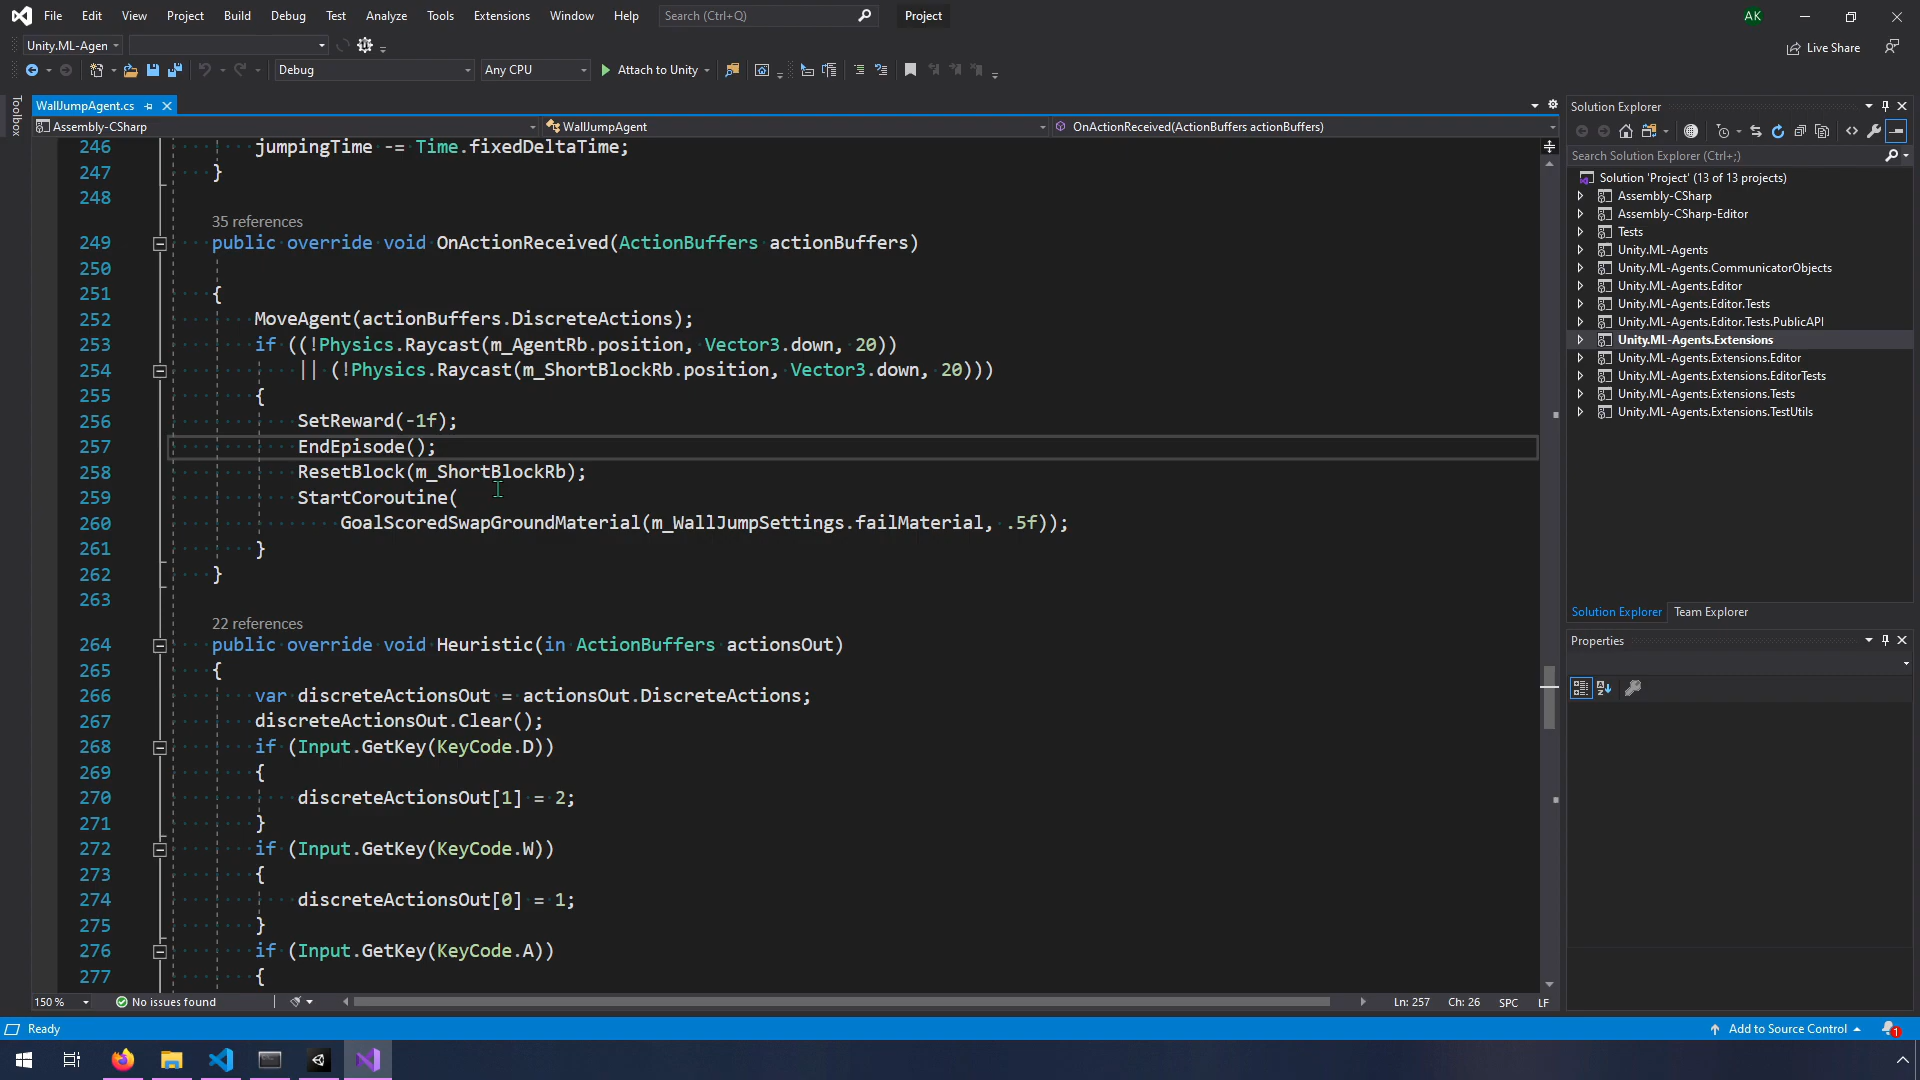 File Edit View Project Build Debug Test Analyze Tools Extensions Window Help Search (Ctrl+Q) Project AK
Unity.ML-Agen
Live Share
Debug Any CPU Attach to Unity
Toolbox
WallJumpAgent.cs
Assembly-CSharp WallJumpAgent OnActionReceived(ActionBuffers actionBuffers)
246 jumpingTime -= Time.fixedDeltaTime;
247 }
248
35 references
249 public override void OnActionReceived(ActionBuffers actionBuffers)
250
251 {
252 MoveAgent(actionBuffers.DiscreteActions);
253 if ((!Physics.Raycast(m_AgentRb.position, Vector3.down, 20))
254 || (!Physics.Raycast(m_ShortBlockRb.position, Vector3.down, 20)))
255 {
256 SetReward(-1f);
257 EndEpisode();
258 ResetBlock(m_ShortBlockRb);
259 StartCoroutine(
260 GoalScoredSwapGroundMaterial(m_WallJumpSettings.failMaterial, .5f));
261 }
262 }
263
22 references
264 public override void Heuristic(in ActionBuffers actionsOut)
265 {
266 var discreteActionsOut = actionsOut.DiscreteActions;
267 discreteActionsOut.Clear();
268 if (Input.GetKey(KeyCode.D))
269 {
270 discreteActionsOut[1] = 2;
271 }
272 if (Input.GetKey(KeyCode.W))
273 {
274 discreteActionsOut[0] = 1;
275 }
276 if (Input.GetKey(KeyCode.A))
277 {
150 % No issues found Ln: 257 Ch: 26 SPC LF
Solution Explorer
Search Solution Explorer (Ctrl+;)
Solution 'Project' (13 of 13 projects)
Assembly-CSharp
Assembly-CSharp-Editor
Tests
Unity.ML-Agents
Unity.ML-Agents.CommunicatorObjects
Unity.ML-Agents.Editor
Unity.ML-Agents.Editor.Tests
Unity.ML-Agents.Editor.Tests.PublicAPI
Unity.ML-Agents.Extensions
Unity.ML-Agents.Extensions.Editor
Unity.ML-Agents.Extensions.EditorTests
Unity.ML-Agents.Extensions.Tests
Unity.ML-Agents.Extensions.TestUtils
Solution Explorer Team Explorer
Properties
Ready Add to Source Control 1